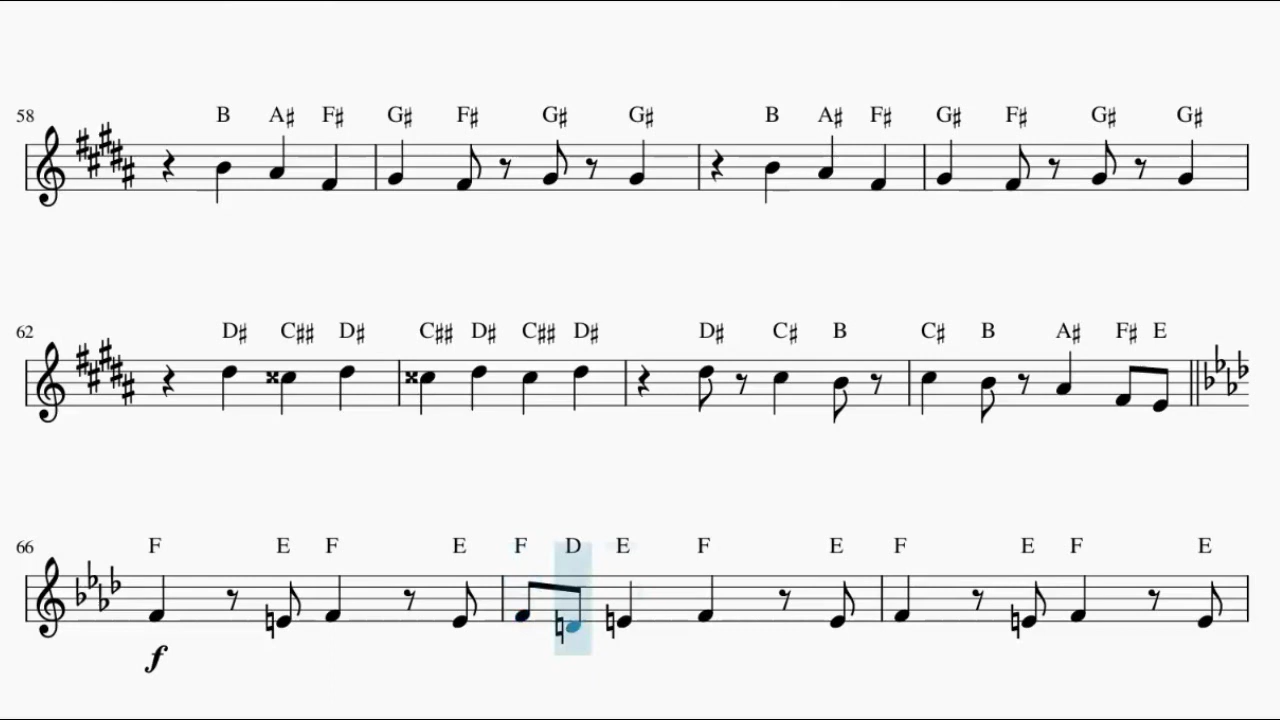 58 B A♯ F♯ G♯ F♯ G♯ G♯ B A♯ F♯ G♯ F♯ G♯ G♯
62 D♯ C♯♯ D♯ C♯♯ D♯ C♯♯ D♯ D♯ C♯ B C♯ B A♯ F♯ E
66 F E F E F D E F E F E F E
f